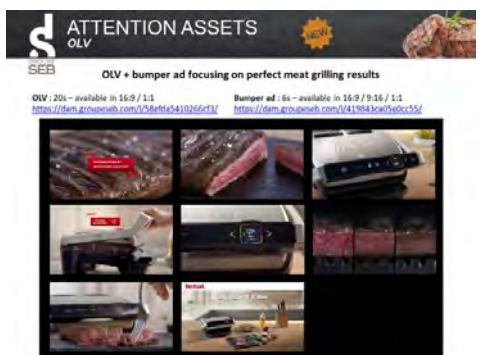 ATTENTION ASSETS
OLV
NEW
SEB
OLV + bumper ad focusing on perfect meat grilling results
OLV : 20s – available in 16:9 / 1:1
https://dam.groupeseb.com/l/58efda5410266cf3/
Bumper ad : 6s – available in 16:9 / 9:16 / 1:1
https://dam.groupeseb.com/l/419843ca05e0cc55/